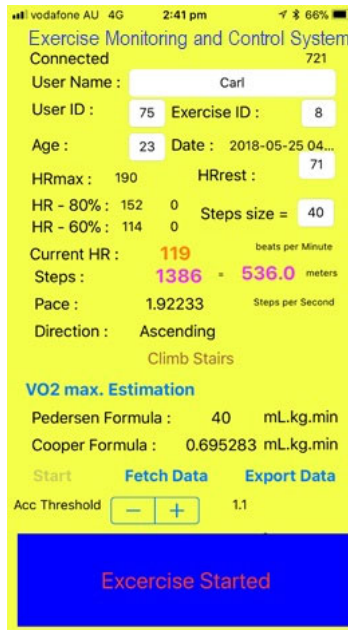 vodafone AU 4G 2:41 pm 66%
Exercise Monitoring and Control System
Connected 721
User Name : Carl
User ID : 75 Exercise ID : 8
Age : 23 Date : 2018-05-25 04...
HRmax : 190 HRrest : 71
HR - 80% : 152 0
HR - 60% : 114 0 Steps size = 40
Current HR : 119 beats per Minute
Steps : 1386 = 536.0 meters
Pace : 1.92233 Steps per Second
Direction : Ascending
Climb Stairs
VO2 max. Estimation
Pedersen Formula : 40 mL.kg.min
Cooper Formula : 0.695283 mL.kg.min
Start Fetch Data Export Data
Acc Threshold − + 1.1
Excercise Started